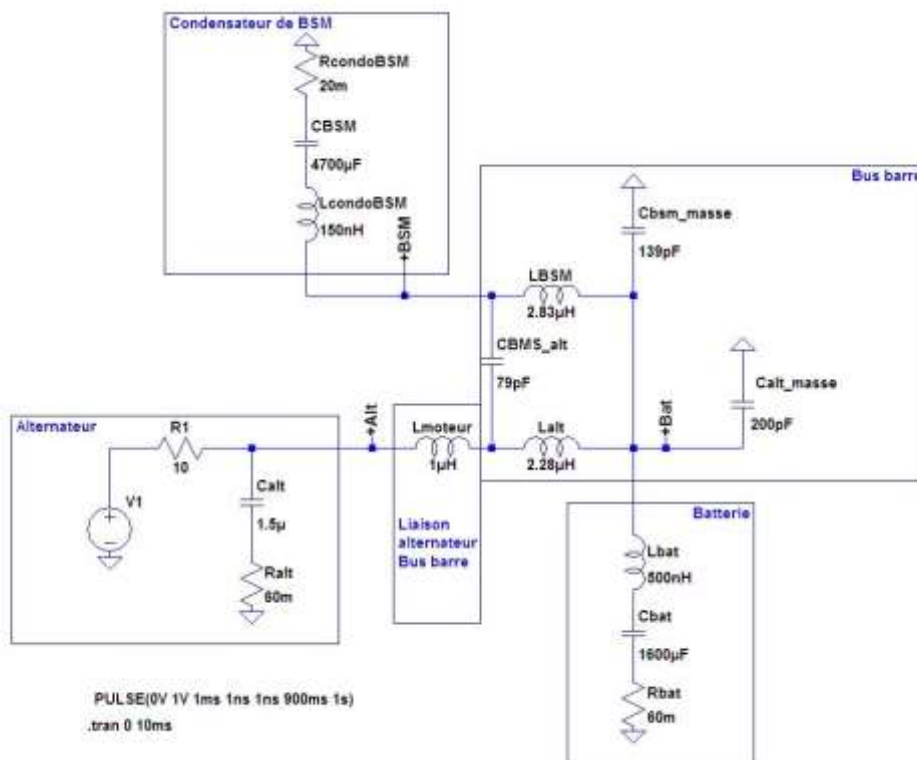 Condensateur de BSM
RcondoBSM
20m
CBSM
4700µF
LcondoBSM
150nH
+BSM
Bus barre
Cbsm_masse
139pF
LBSM
2.83µH
CBMS_alt
79pF
Calt_masse
200pF
+Bat
Lalt
2.28µH
Alternateur
R1
10
V1
Calt
1.5µ
Ralt
60m
+Alt
Lmoteur
1µH
Liaison
alternateur
Bus barre
Batterie
Lbat
500nH
Cbat
1600µF
Rbat
60m
PULSE(0V 1V 1ms 1ns 1ns 900ms 1s)
.tran 0 10ms